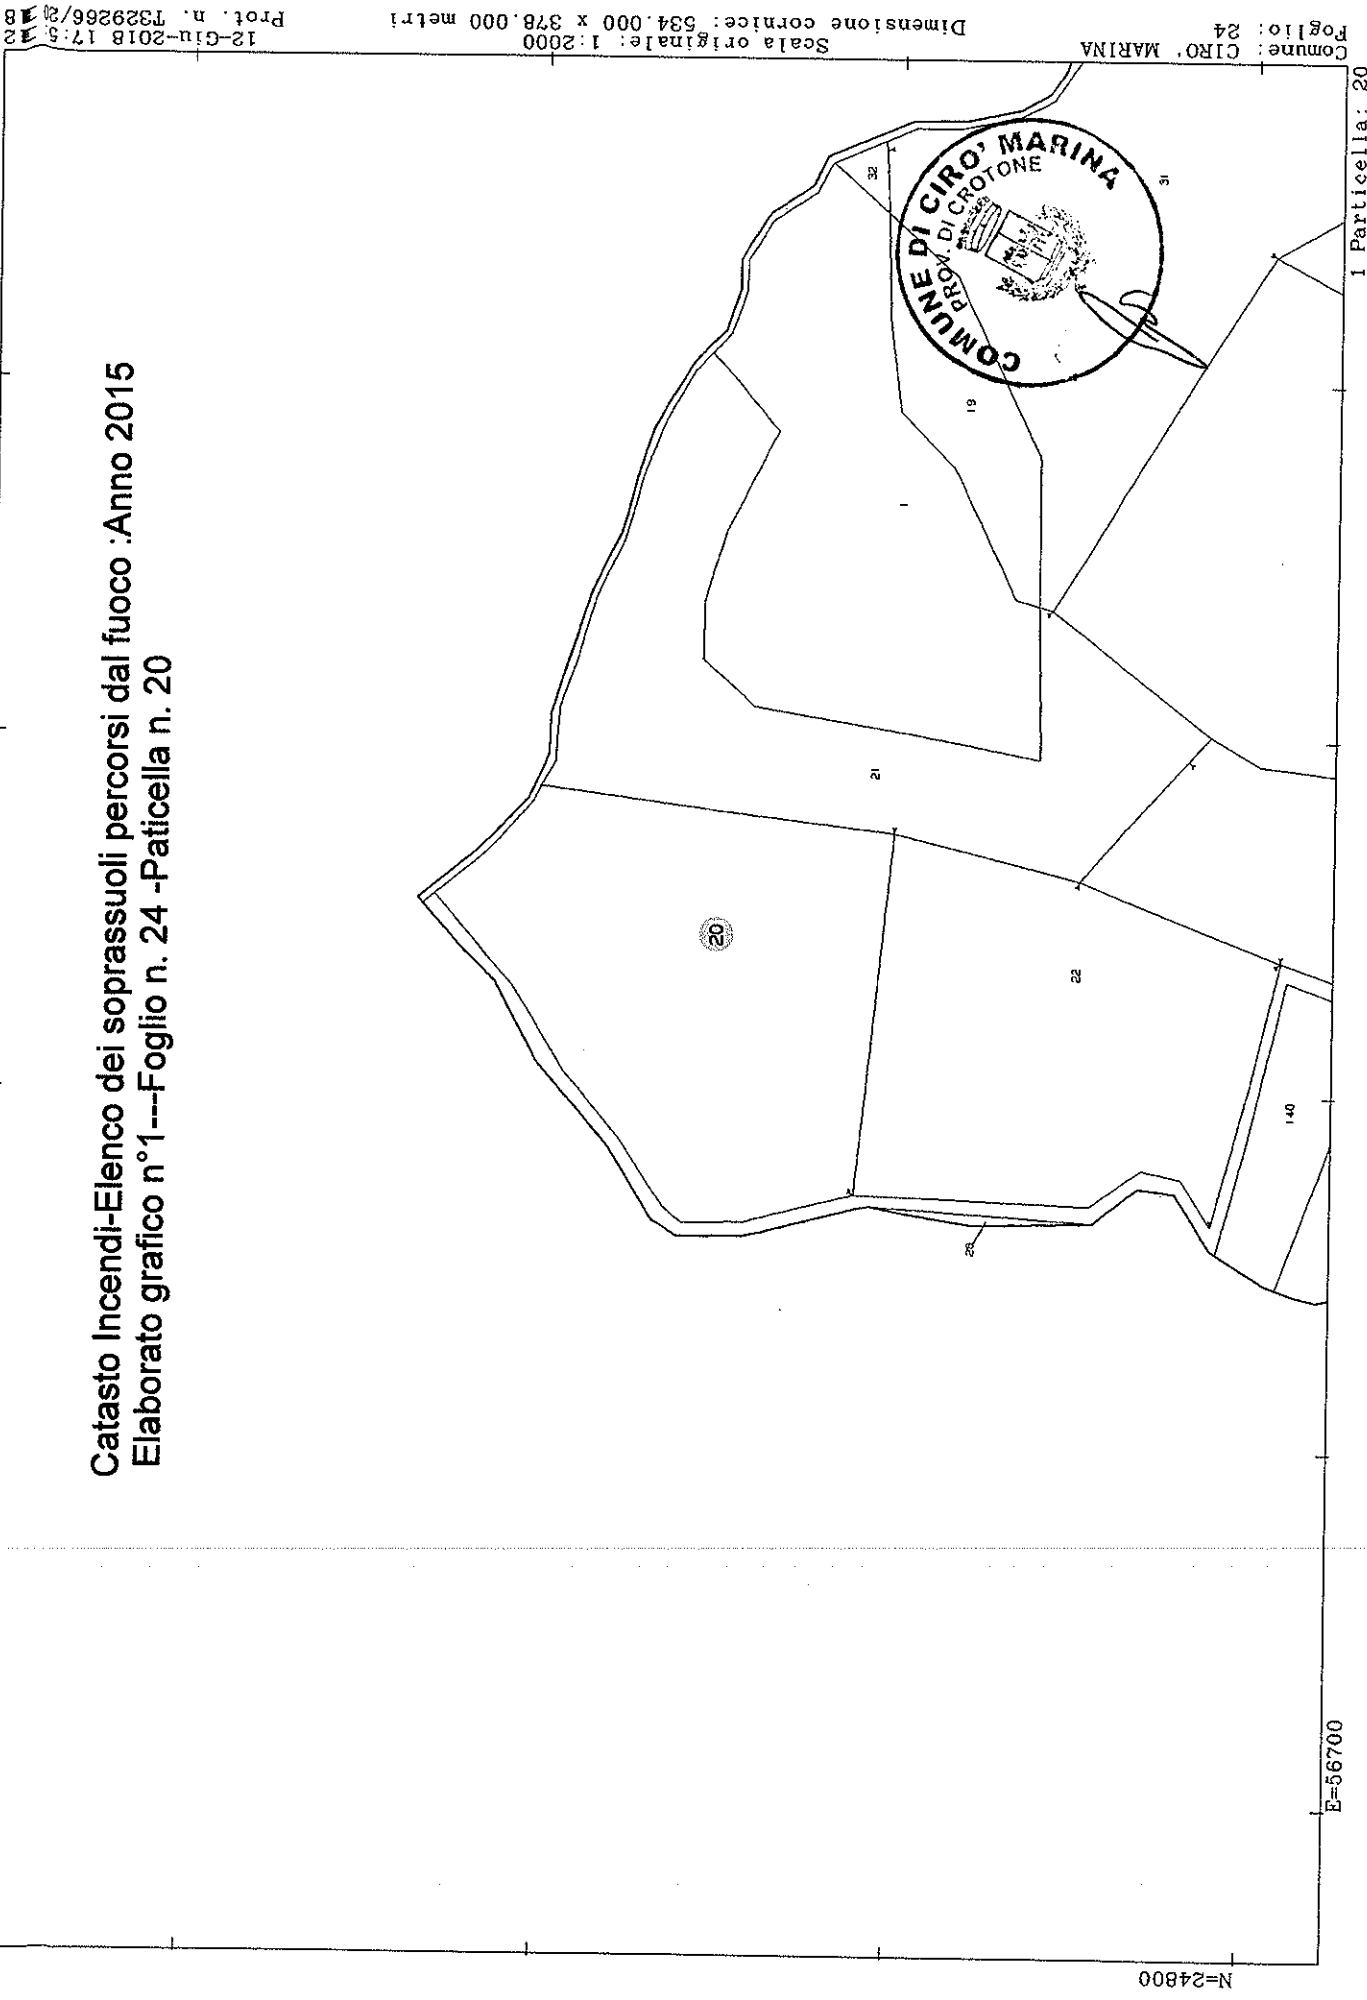 Catasto Incendi-Elenco dei soprassuoli percorsi dal fuoco :Anno 2015
Elaborato grafico n°1---Foglio n. 24 -Paticella n. 20
N=24800
E=56700
1 Particella: 20
Comune: CIRO' MARINA
Foglio: 24
Scala originale: 1:2000
Dimensione cornice: 534.000 x 378.000 metri
12-Giu-2018 17:5
Prot. n. T329266/20
COMUNE DI CIRO' MARINA
PROV. DI CROTONE
20
21
22
28
140
1
19
32
31